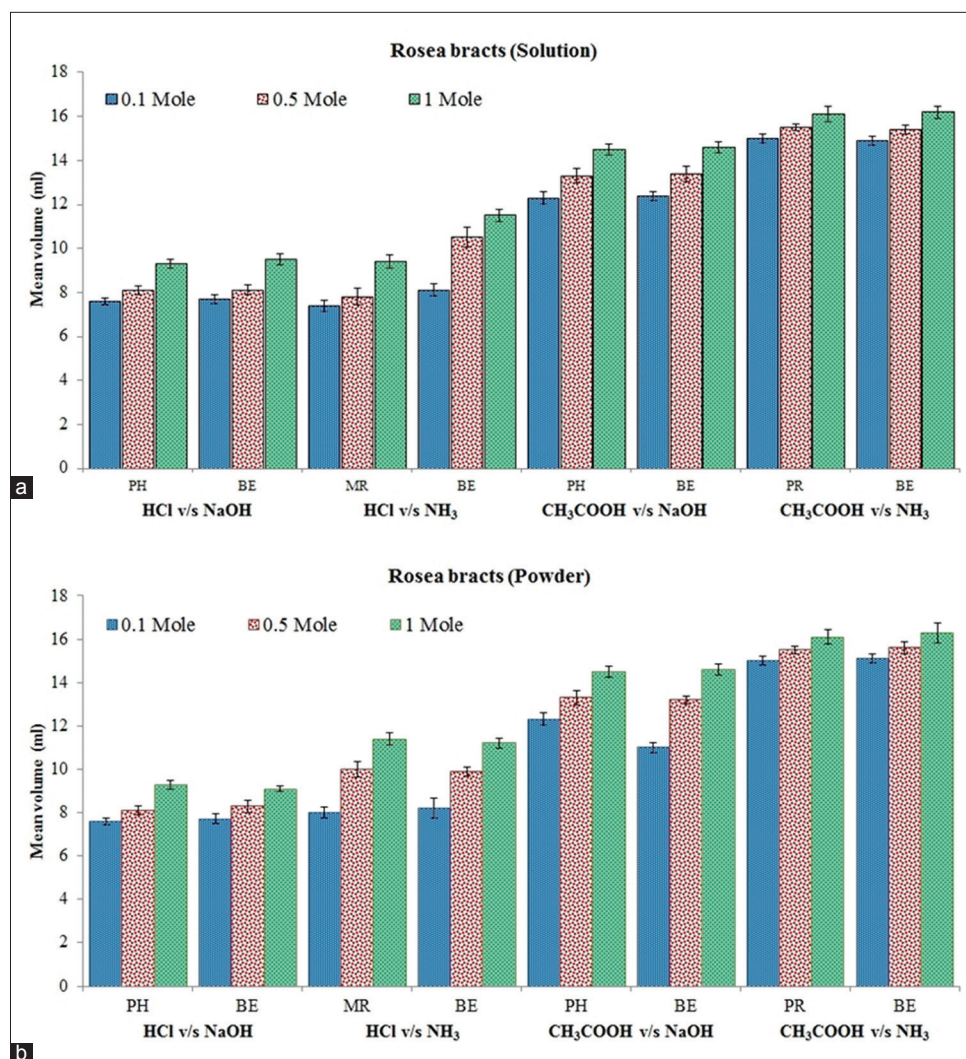 Rosea bracts (Solution)
18
0.1 Mole 0.5 Mole 1 Mole
16
14
12
10
8
6
4
2
0
Mean volume (ml)
PH BE MR BE PH BE PR BE
HCl v/s NaOH HCl v/s NH₃ CH₃COOH v/s NaOH CH₃COOH v/s NH₃
a
Rosea bracts (Powder)
18
0.1 Mole 0.5 Mole 1 Mole
16
14
12
10
8
6
4
2
0
Mean volume (ml)
PH BE MR BE PH BE PR BE
HCl v/s NaOH HCl v/s NH₃ CH₃COOH v/s NaOH CH₃COOH v/s NH₃
b